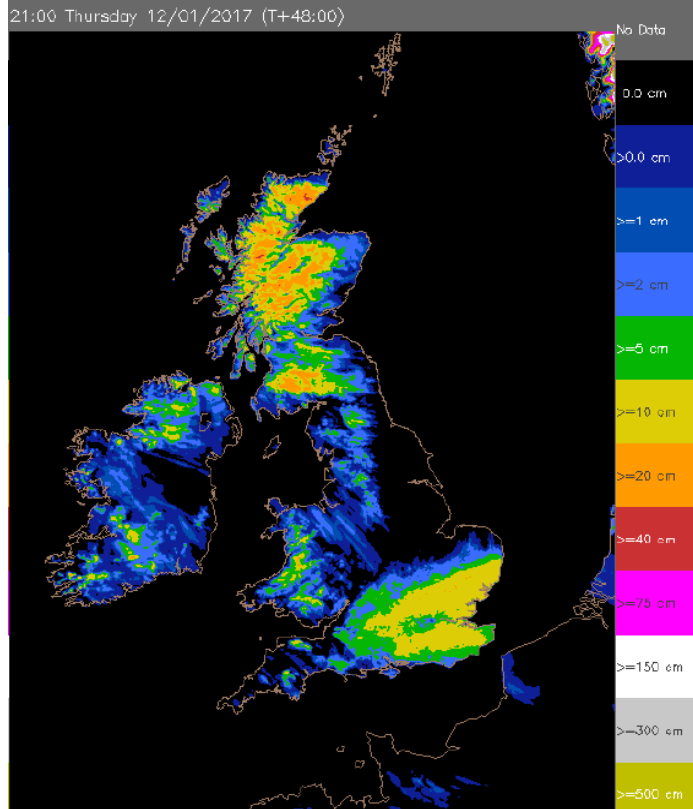 21:00 Thursday 12/01/2017 (T+48:00)
No Data
0.0 cm
>0.0 cm
>=1 cm
>=2 cm
>=5 cm
>=10 cm
>=20 cm
>=40 cm
>=75 cm
>=150 cm
>=300 cm
>=500 cm